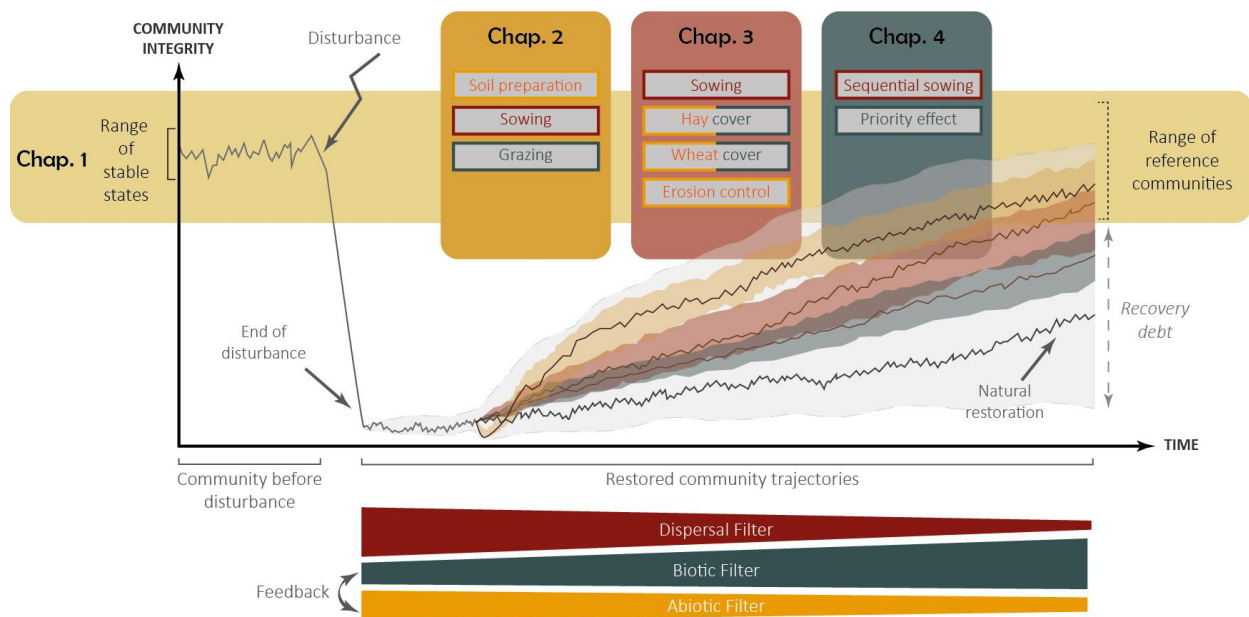 COMMUNITY
INTEGRITY
Disturbance
Chap. 2
Soil preparation
Sowing
Grazing
Chap. 3
Sowing
Hay cover
Wheat cover
Erosion control
Chap. 4
Sequential sowing
Priority effect
Chap. 1
Range
of
stable
states
Range of
reference
communities
Recovery
debt
End of
disturbance
Natural
restoration
TIME
Community before
disturbance
Restored community trajectories
Dispersal Filter
Biotic Filter
Abiotic Filter
Feedback